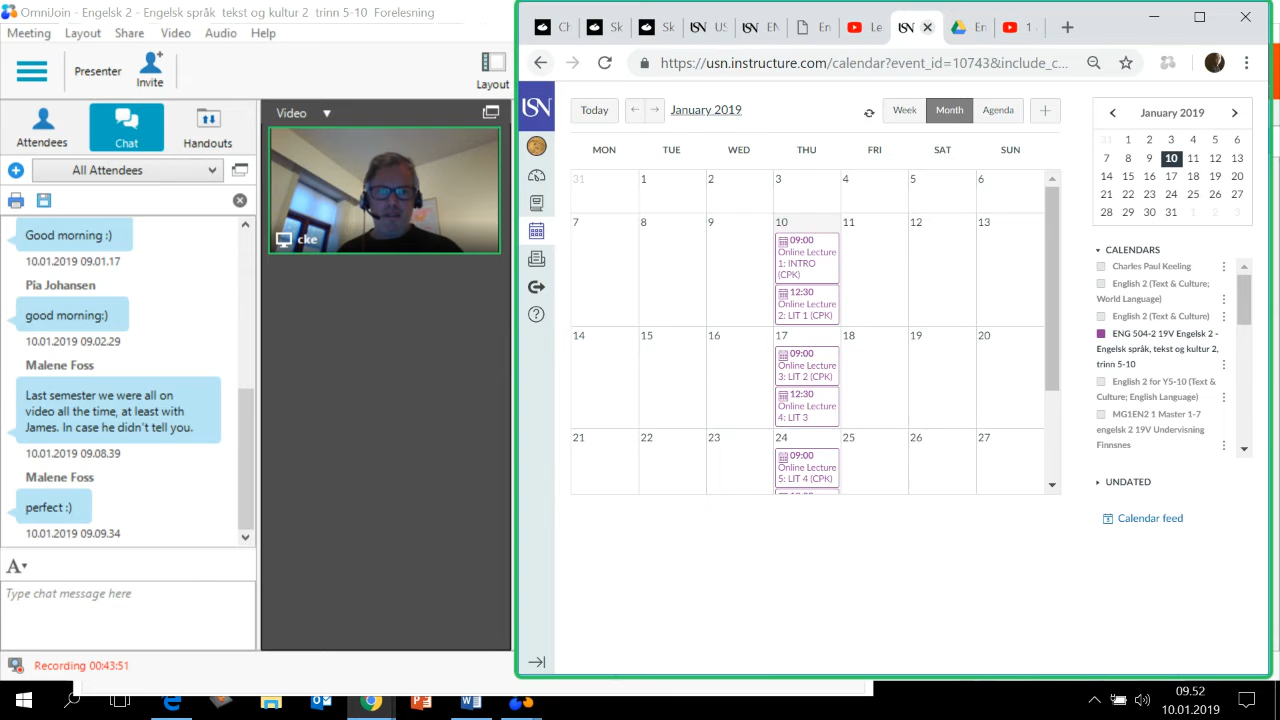 OmniJoin - Engelsk 2 - Engelsk språk tekst og kultur 2 trinn 5-10 Forelesning
Meeting Layout Share Video Audio Help
Presenter
Invite
Layout
Attendees
Chat
Handouts
All Attendees
Good morning :)
10.01.2019 09.01.17
Pia Johansen
good morning:)
10.01.2019 09.02.29
Malene Foss
Last semester we were all on
video all the time, at least with
James. In case he didn't tell you.
10.01.2019 09.08.39
Malene Foss
perfect :)
10.01.2019 09.09.34
A
Type chat message here
Recording 00:43:51
Video
cke
Ch
Sk
Sk
USN US
USN EN
En
Le
USN
En
1
https://usn.instructure.com/calendar?event_id=10743&include_c...
USN
Today
January 2019
Week
Month
Agenda
MON TUE WED THU FRI SAT SUN
31 1 2 3 4 5 6
7 8 9 10 11 12 13
09:00
Online Lecture
1: INTRO
(CPK)
12:30
Online Lecture
2: LIT 1 (CPK)
14 15 16 17 18 19 20
09:00
Online Lecture
3: LIT 2 (CPK)
12:30
Online Lecture
4: LIT 3
21 22 23 24 25 26 27
09:00
Online Lecture
5: LIT 4 (CPK)
January 2019
31 1 2 3 4 5 6
7 8 9 10 11 12 13
14 15 16 17 18 19 20
21 22 23 24 25 26 27
28 29 30 31 1 2 3
CALENDARS
Charles Paul Keeling
English 2 (Text & Culture;
World Language)
English 2 (Text & Culture)
ENG 504-2 19V Engelsk 2 -
Engelsk språk, tekst og kultur 2,
trinn 5-10
English 2 for Y5-10 (Text &
Culture; English Language)
MG1EN2 1 Master 1-7
engelsk 2 19V Undervisning
Finnsnes
UNDATED
Calendar feed
09.52
10.01.2019